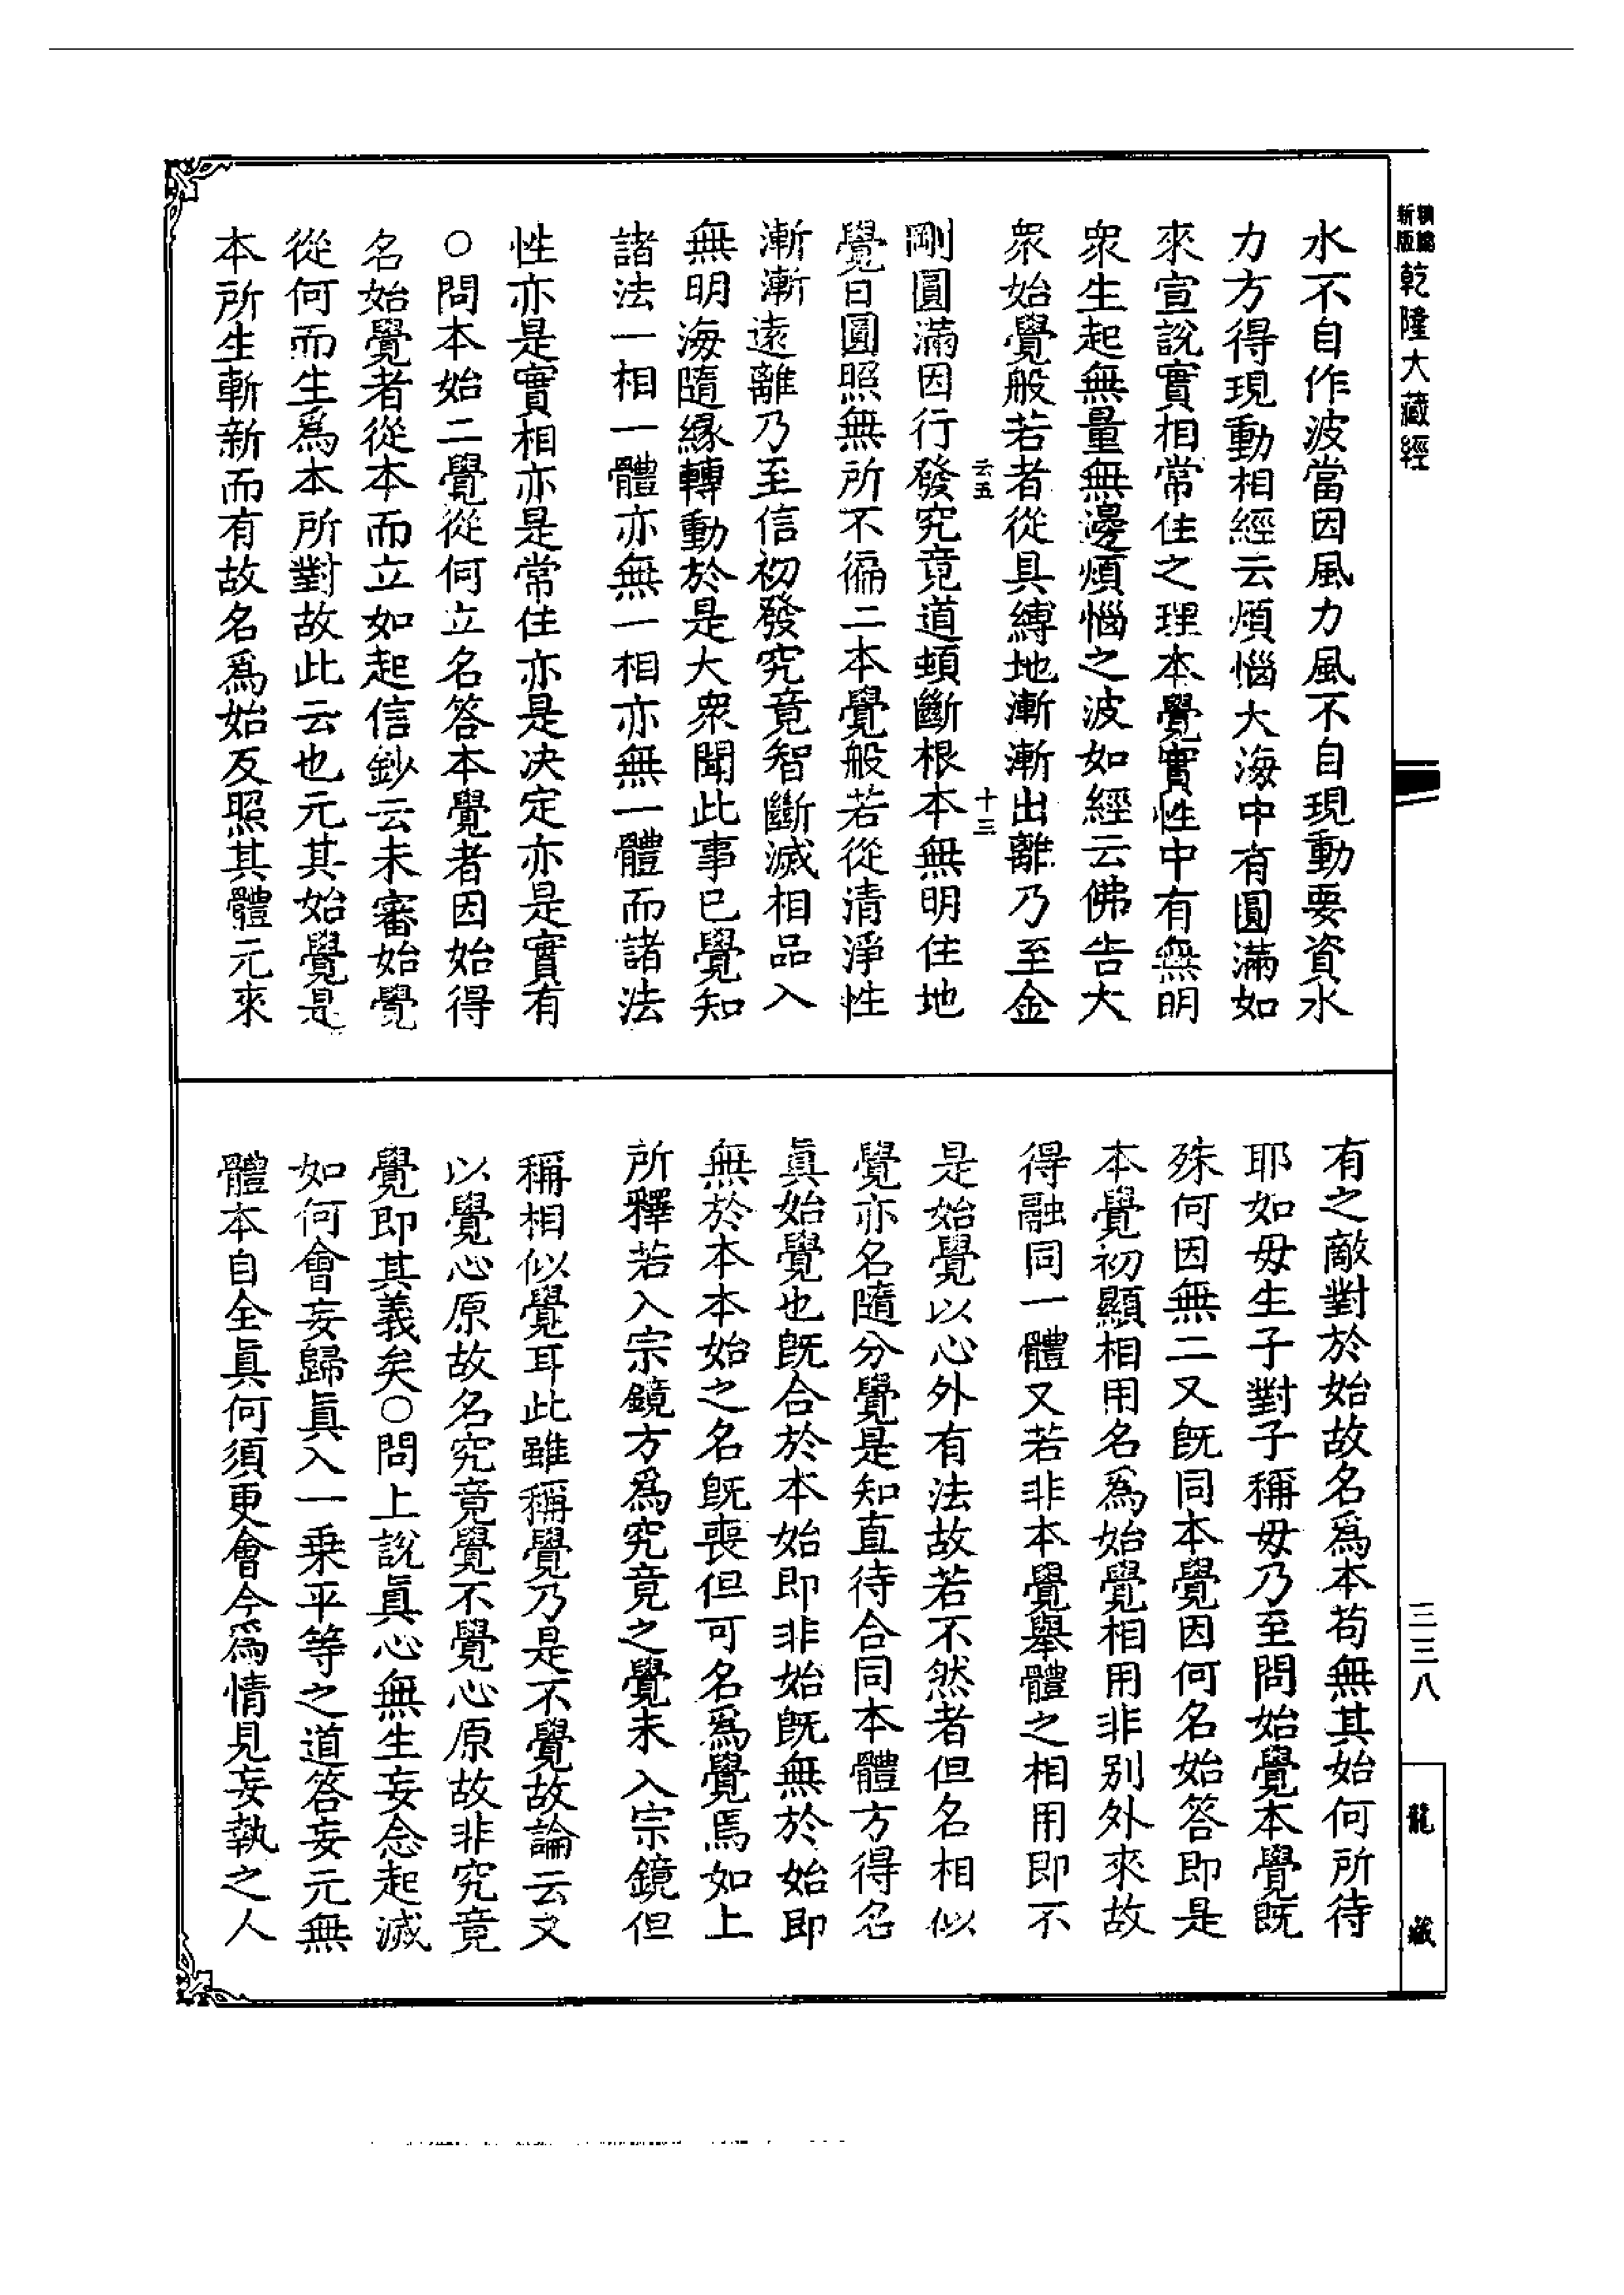 新版
乾隆大藏經
水不自作波當因風力風不自現動要資水
力方得現動相經云煩惱大海中有圓滿如
來宣說實相常住之理本覺實性中有無明
衆生起無量無邊煩惱之波如經云佛告大
衆始覺般若者從具縛地漸漸出離乃至金
云五
十三
剛圓滿因行發究竟道頓斷根本無明住地
覺日圓照無所不徧二本覺般若從清淨性
漸漸遠離乃至信初發究竟智斷滅相品入
無明海隨緣轉動於是大衆聞此事已覺知
諸法一相一體亦無一相亦無一體而諸法
性亦是實相亦是常住亦是决定亦是實有
○問本始二覺從何立名答本覺者因始得
名始覺者從本而立如起信鈔云未審始覺
從何而生爲本所對故此云也元其始覺是
本所生斬新而有故名爲始反照其體元來
有之敵對於始故名爲本苟無其始何所待
耶如毋生子對子稱毋乃至問始覺本覺旣
殊何因無二又旣同本覺因何名始答即是
本覺初顯相用名爲始覺相用非別外來故
得融同一體又若非本覺舉體之相用即不
是始覺以心外有法故若不然者但名相似
覺亦名隨分覺是知直待合同本體方得名
眞始覺也旣合於本始即非始旣無於始即
無於本本始之名旣喪但可名爲覺焉如上
所釋若入宗鏡方爲究竟之覺未入宗鏡但
稱相似覺耳此雖稱覺乃是不覺故論云又
以覺心原故名究竟覺不覺心原故非究竟
覺即其義矣○問上說眞心無生妄念起滅
如何會妄歸眞入一乗平等之道答妄元無
體本自全眞何須更會今爲情見妄執之人
三三八
龍藏